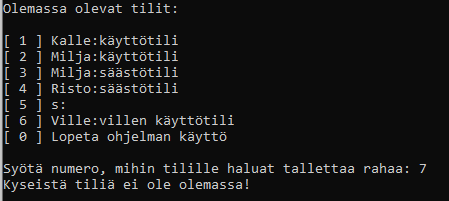 Olemassa olevat tilit:
[ 1 ] Kalle:käyttötili
[ 2 ] Milja:käyttötili
[ 3 ] Milja:säästötili
[ 4 ] Risto:säästötili
[ 5 ] s:
[ 6 ] Ville:villen käyttötili
[ 0 ] Lopeta ohjelman käyttö
Syötä numero, mihin tilille haluat tallettaa rahaa: 7
Kyseistä tiliä ei ole olemassa!